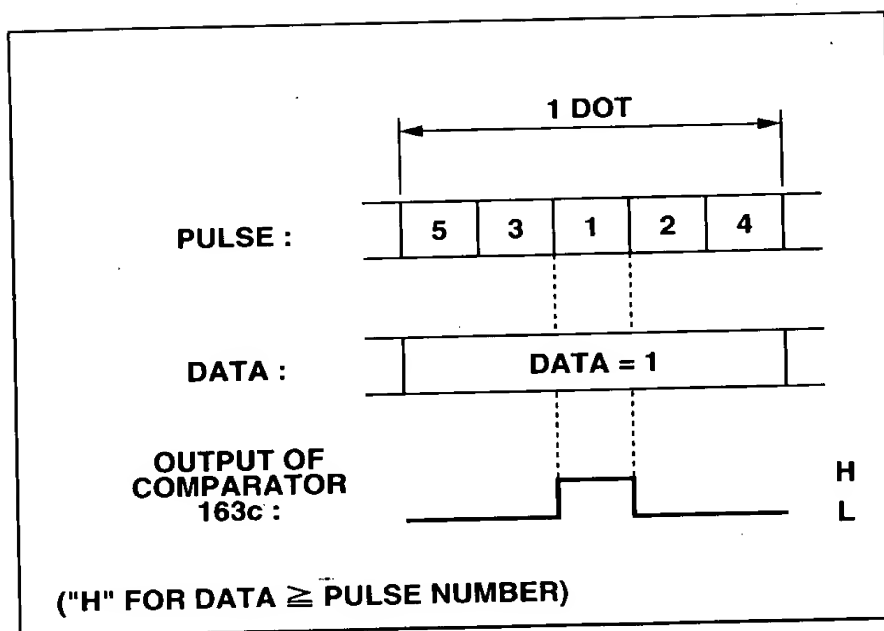 1 DOT
PULSE : 5 3 1 2 4
DATA : DATA = 1
OUTPUT OF
COMPARATOR
163c :
H
L
("H" FOR DATA ≧ PULSE NUMBER)